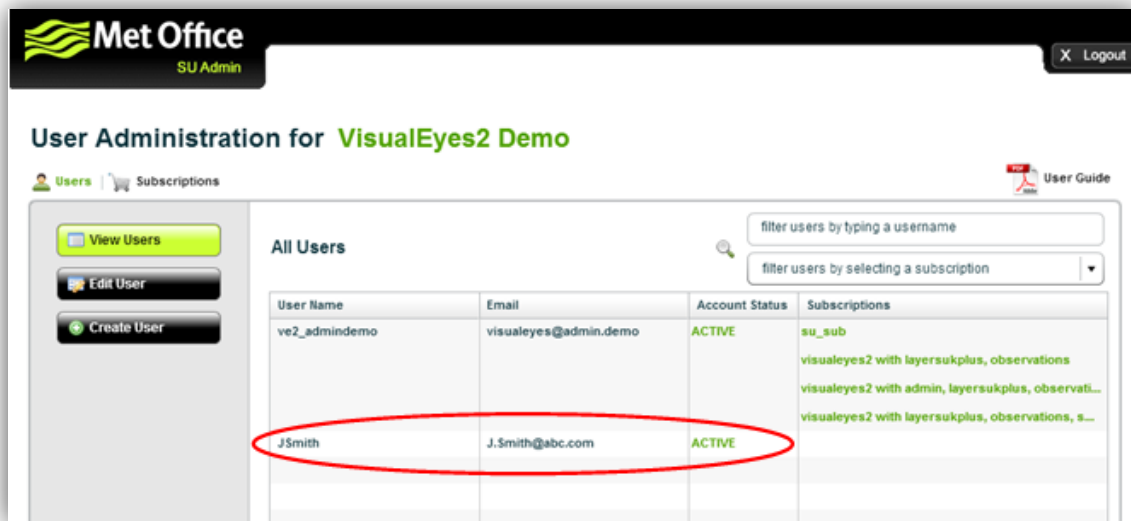 Met Office
SU Admin
X Logout
User Administration for VisualEyes2 Demo
Users | Subscriptions
PDF
Adobe
User Guide
View Users
Edit User
Create User
All Users
filter users by typing a username
filter users by selecting a subscription
User Name Email Account Status Subscriptions
ve2_admindemo visualeyes@admin.demo ACTIVE su_sub
visualeyes2 with layersukplus, observations
visualeyes2 with admin, layersukplus, observati...
visualeyes2 with layersukplus, observations, s...
JSmith J.Smith@abc.com ACTIVE